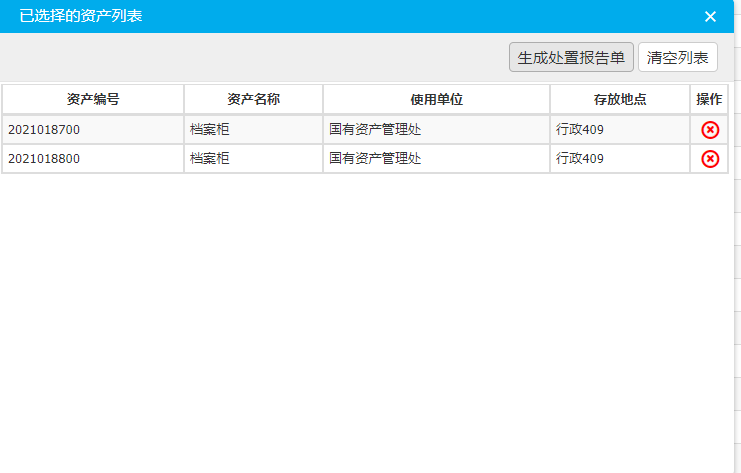 已选择的资产列表
生成处置报告单 清空列表
资产编号 资产名称 使用单位 存放地点 操作
2021018700 档案柜 国有资产管理处 行政409
2021018800 档案柜 国有资产管理处 行政409